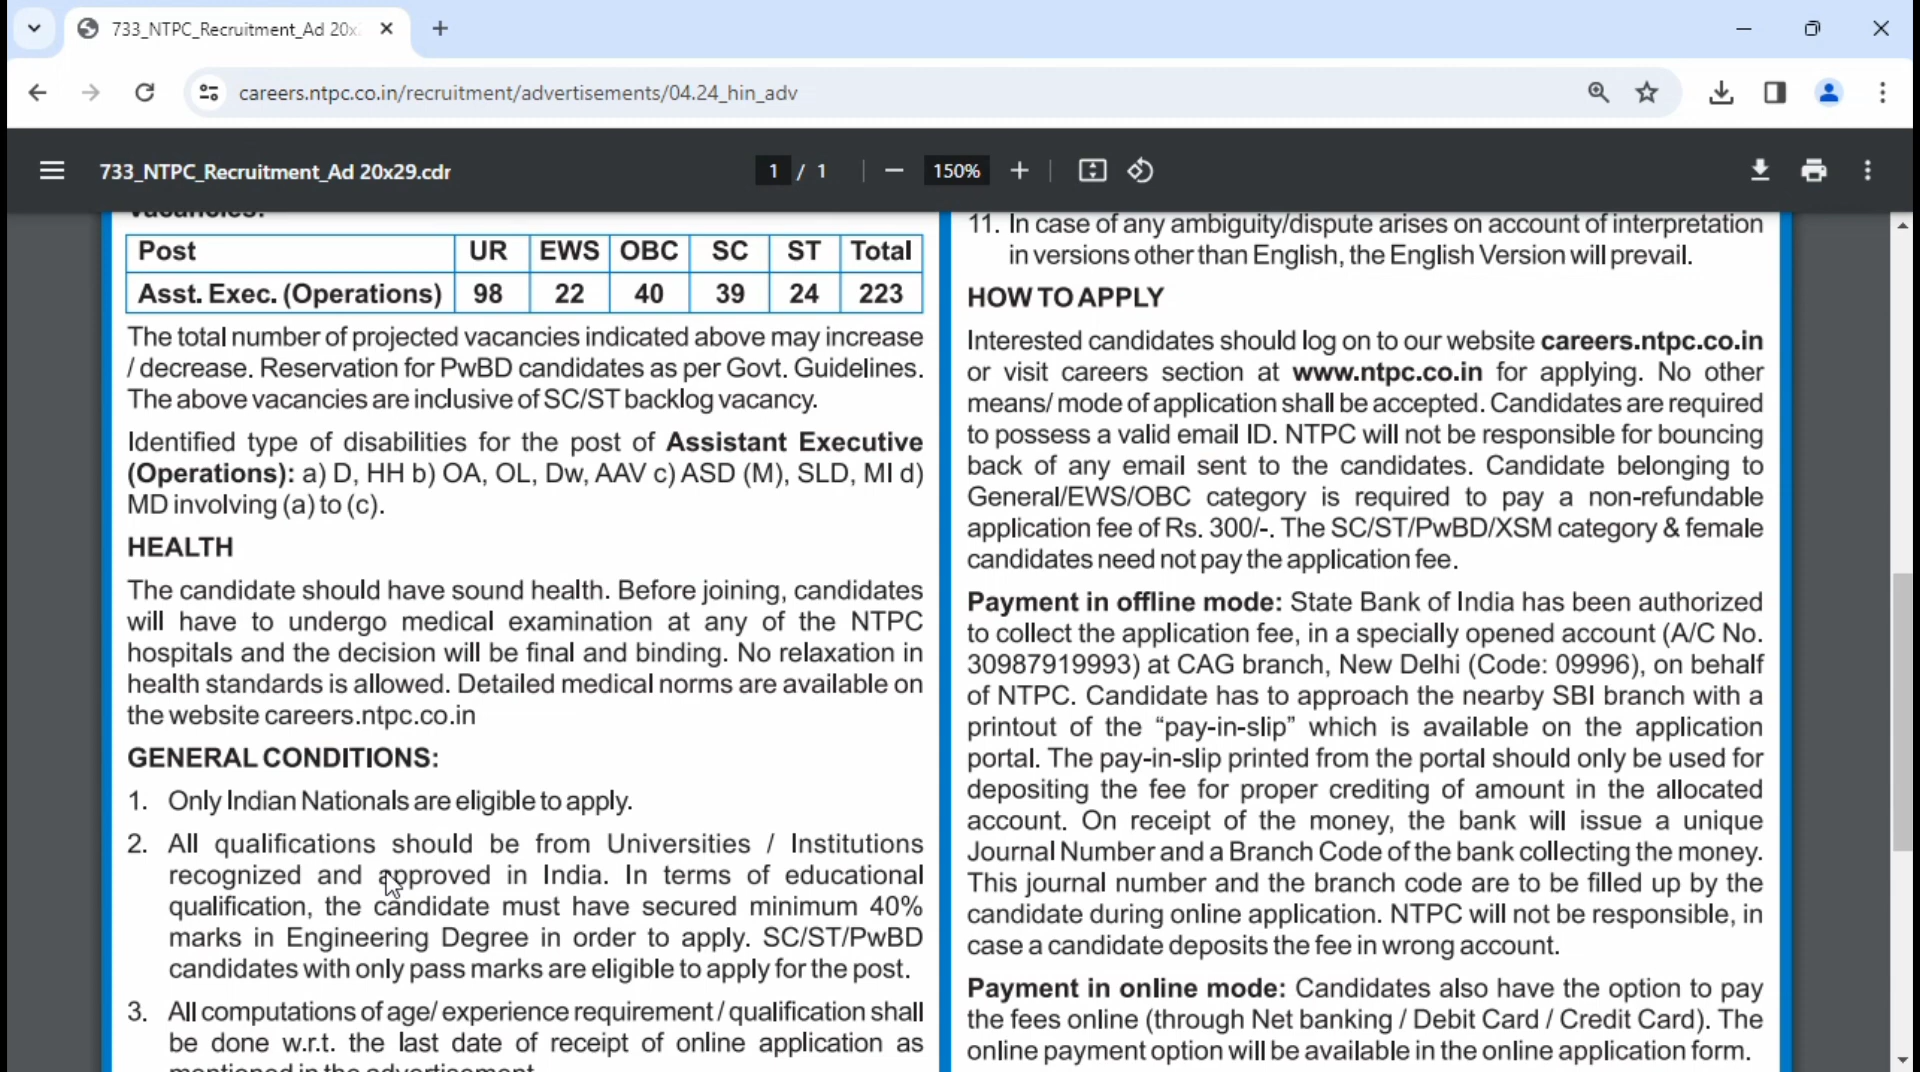 733_NTPC_Recruitment_Ad 20x
careers.ntpc.co.in/recruitment/advertisements/04.24_hin_adv
733_NTPC_Recruitment_Ad 20x29.cdr
1 / 1
150%
vacancies:
Post UR EWS OBC SC ST Total
Asst. Exec. (Operations) 98 22 40 39 24 223
The total number of projected vacancies indicated above may increase
/ decrease. Reservation for PwBD candidates as per Govt. Guidelines.
The above vacancies are inclusive of SC/ST backlog vacancy.
Identified type of disabilities for the post of Assistant Executive
(Operations): a) D, HH b) OA, OL, Dw, AAV c) ASD (M), SLD, MI d)
MD involving (a) to (c).
HEALTH
The candidate should have sound health. Before joining, candidates
will have to undergo medical examination at any of the NTPC
hospitals and the decision will be final and binding. No relaxation in
health standards is allowed. Detailed medical norms are available on
the website careers.ntpc.co.in
GENERAL CONDITIONS:
1. Only Indian Nationals are eligible to apply.
2. All qualifications should be from Universities / Institutions
recognized and approved in India. In terms of educational
qualification, the candidate must have secured minimum 40%
marks in Engineering Degree in order to apply. SC/ST/PwBD
candidates with only pass marks are eligible to apply for the post.
3. All computations of age/ experience requirement / qualification shall
be done w.r.t. the last date of receipt of online application as
mentioned in the advertisement.
11. In case of any ambiguity/dispute arises on account of interpretation
in versions other than English, the English Version will prevail.
HOW TO APPLY
Interested candidates should log on to our website careers.ntpc.co.in
or visit careers section at www.ntpc.co.in for applying. No other
means/ mode of application shall be accepted. Candidates are required
to possess a valid email ID. NTPC will not be responsible for bouncing
back of any email sent to the candidates. Candidate belonging to
General/EWS/OBC category is required to pay a non-refundable
application fee of Rs. 300/-. The SC/ST/PwBD/XSM category & female
candidates need not pay the application fee.
Payment in offline mode: State Bank of India has been authorized
to collect the application fee, in a specially opened account (A/C No.
30987919993) at CAG branch, New Delhi (Code: 09996), on behalf
of NTPC. Candidate has to approach the nearby SBI branch with a
printout of the “pay-in-slip” which is available on the application
portal. The pay-in-slip printed from the portal should only be used for
depositing the fee for proper crediting of amount in the allocated
account. On receipt of the money, the bank will issue a unique
Journal Number and a Branch Code of the bank collecting the money.
This journal number and the branch code are to be filled up by the
candidate during online application. NTPC will not be responsible, in
case a candidate deposits the fee in wrong account.
Payment in online mode: Candidates also have the option to pay
the fees online (through Net banking / Debit Card / Credit Card). The
online payment option will be available in the online application form.